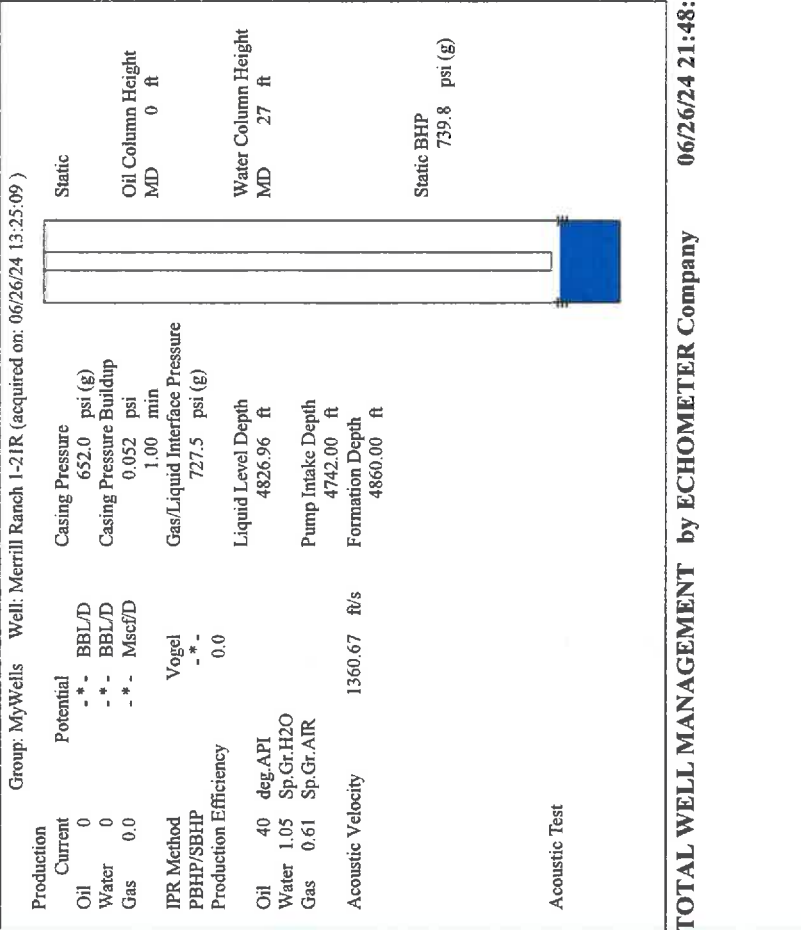 Group: MyWells Well: Merrill Ranch 1-21R (acquired on: 06/26/24 13:25:09 )
Production
Current Potential
Oil 0 - * - BBL/D
Water 0 - * - BBL/D
Gas 0.0 - * - Mscf/D
IPR Method Vogel
PBHP/SBHP - * -
Production Efficiency 0.0
Oil 40 deg.API
Water 1.05 Sp.Gr.H2O
Gas 0.61 Sp.Gr.AIR
Acoustic Velocity 1360.67 ft/s
Casing Pressure
652.0 psi (g)
Casing Pressure Buildup
0.052 psi
1.00 min
Gas/Liquid Interface Pressure
727.5 psi (g)
Liquid Level Depth
4826.96 ft
Pump Intake Depth
4742.00 ft
Formation Depth
4860.00 ft
Static
Oil Column Height
MD 0 ft
Water Column Height
MD 27 ft
Static BHP
739.8 psi (g)
Acoustic Test
TOTAL WELL MANAGEMENT by ECHOMETER Company 06/26/24 21:48: